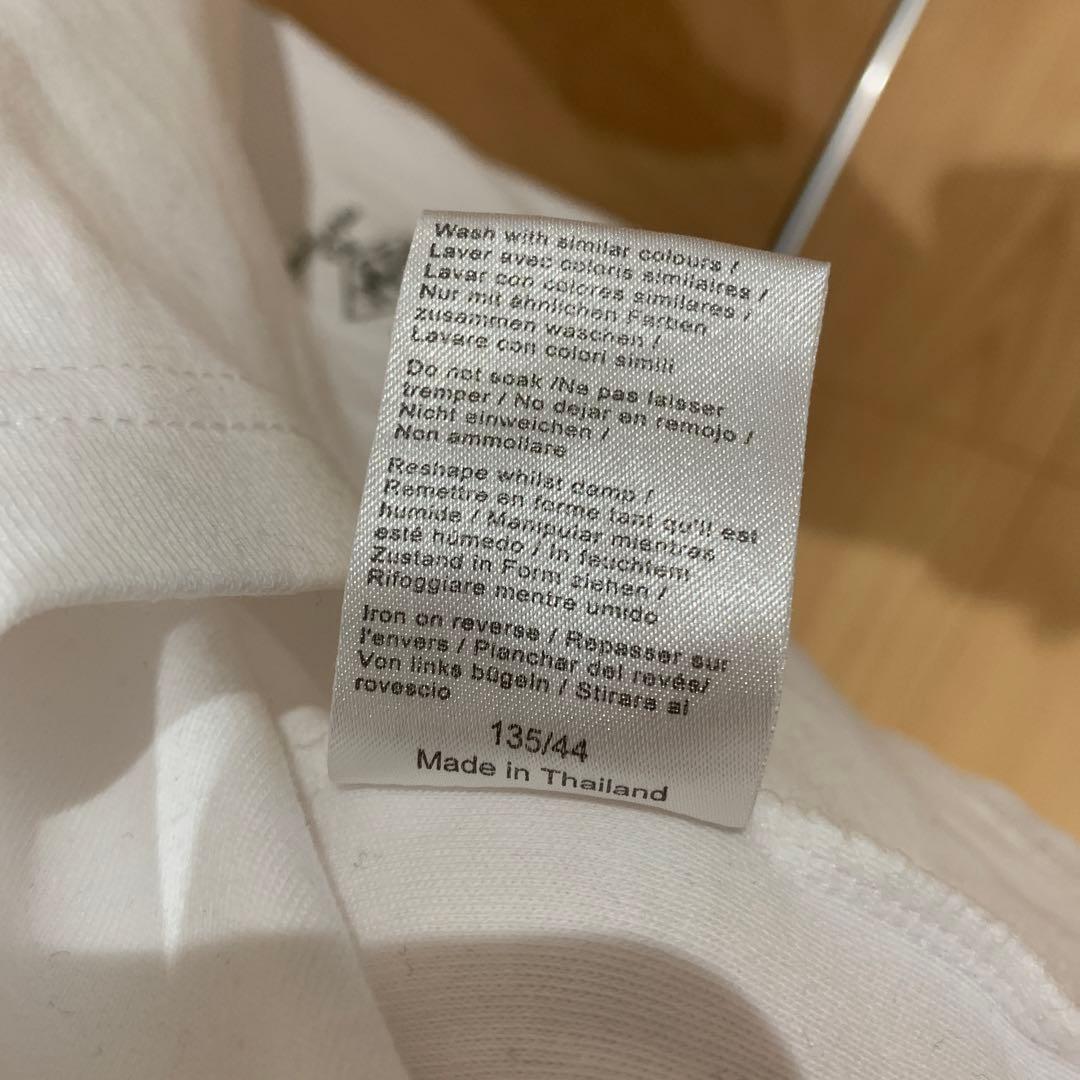 Wash with similar colours /
Laver avec coloris similaires /
Lavar con colores similares /
Nur mit ähnlichen Farben
zusammen waschen /
Lavare con colori simili
Do not soak /Ne pas laisser
tremper / No dejar en remojo /
Nicht einweichen /
Non ammollare
Reshape whilst damp /
Remettre en forme tant qu'il est
humide / Manipular mientras
esté húmedo / In feuchtem
Zustand in Form ziehen /
Rifoggiare mentre umido
Iron on reverse / Repasser sur
l'envers / Planchar del revés/
Von links bügeln / Stirare al
rovescio
135/44
Made in Thailand